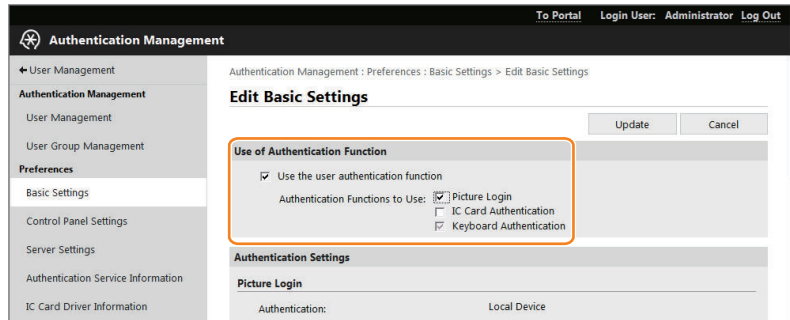 To Portal Login User: Administrator Log Out
Authentication Management
User Management
Authentication Management
User Management
User Group Management
Preferences
Basic Settings
Control Panel Settings
Server Settings
Authentication Service Information
IC Card Driver Information
Authentication Management : Preferences : Basic Settings > Edit Basic Settings
Edit Basic Settings
Update Cancel
Use of Authentication Function
Use the user authentication function
Authentication Functions to Use: Picture Login
IC Card Authentication
Keyboard Authentication
Authentication Settings
Picture Login
Authentication: Local Device